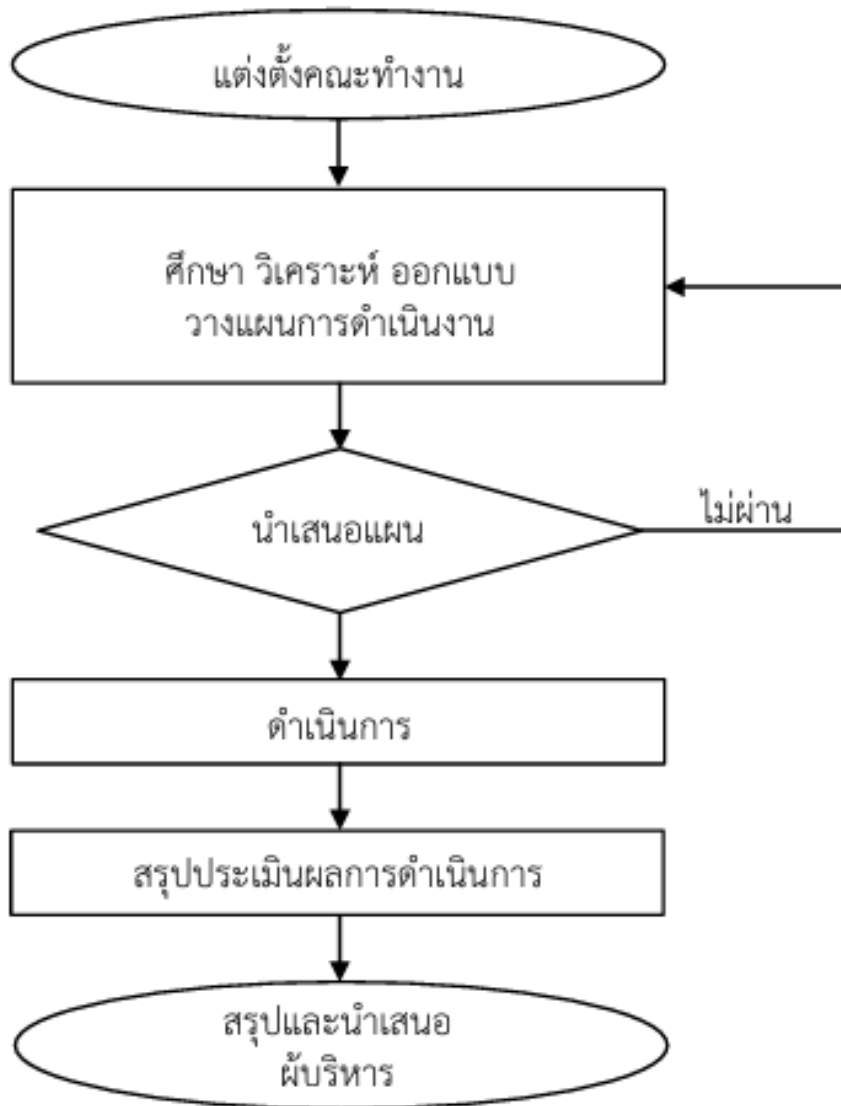 แต่งตั้งคณะทำงาน
ศึกษา วิเคราะห์ ออกแบบ
วางแผนการดำเนินงาน
นำเสนอแผน
ไม่ผ่าน
ดำเนินการ
สรุปประเมินผลการดำเนินการ
สรุปและนำเสนอ
ผู้บริหาร